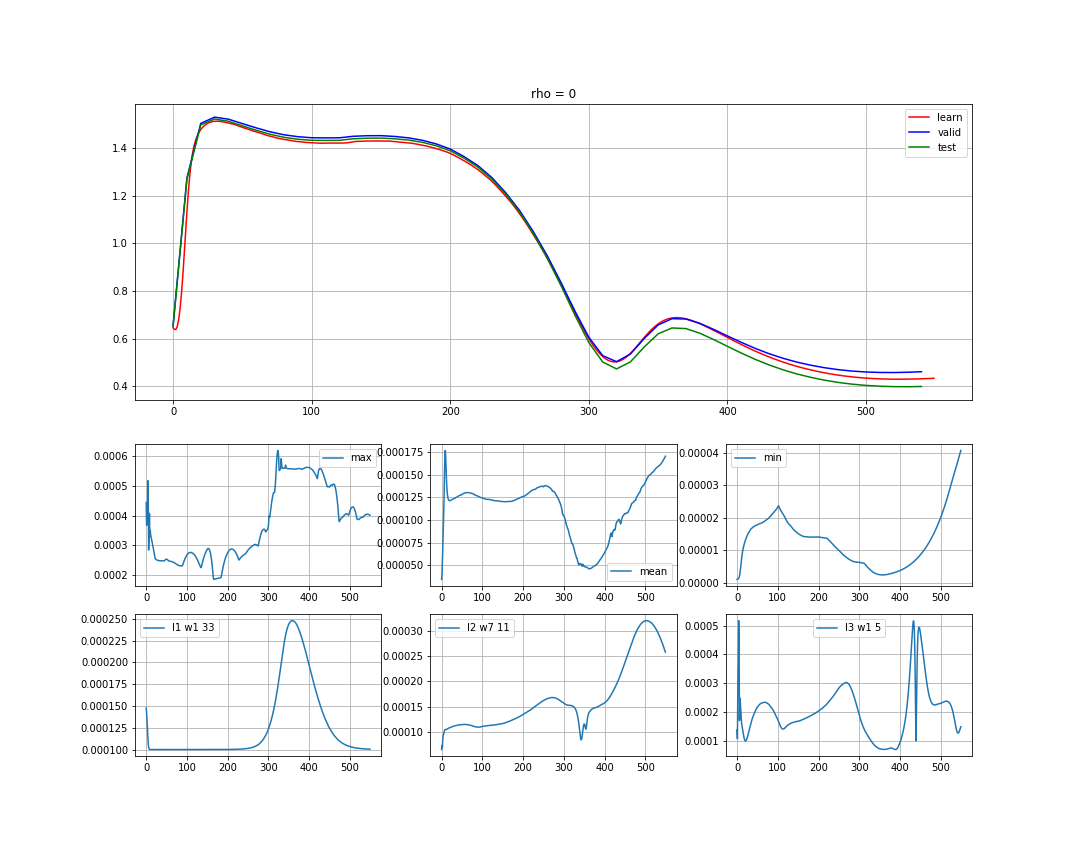 rho = 0
learn
valid
test
1.4
1.2
1.0
0.8
0.6
0.4
0 100 200 300 400 500
max
0.0006
0.0005
0.0004
0.0003
0.0002
0 100 200 300 400 500
mean
0.000175
0.000150
0.000125
0.000100
0.000075
0.000050
0 100 200 300 400 500
min
0.00004
0.00003
0.00002
0.00001
0.00000
0 100 200 300 400 500
l1 w1 33
0.000250
0.000225
0.000200
0.000175
0.000150
0.000125
0.000100
0 100 200 300 400 500
l2 w7 11
0.00030
0.00025
0.00020
0.00015
0.00010
0 100 200 300 400 500
l3 w1 5
0.0005
0.0004
0.0003
0.0002
0.0001
0 100 200 300 400 500